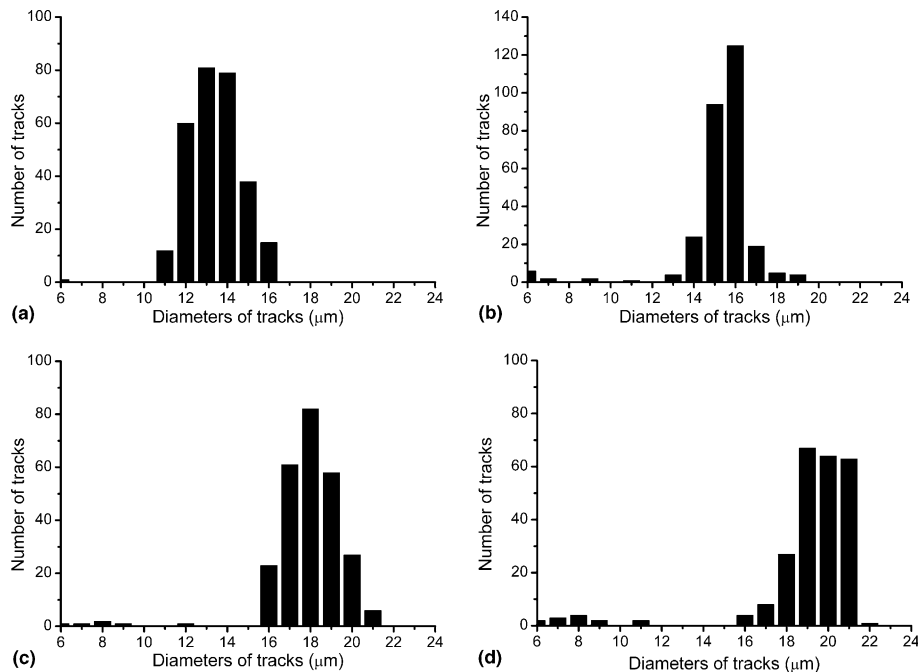 100
80
60
40
20
0
Number of tracks
6 8 10 12 14 16 18 20 22 24
Diameters of tracks (μm)
(a)
140
120
100
80
60
40
20
0
Number of tracks
6 8 10 12 14 16 18 20 22 24
Diameters of tracks (μm)
(b)
100
80
60
40
20
0
Number of tracks
6 8 10 12 14 16 18 20 22 24
Diameters of tracks (μm)
(c)
100
80
60
40
20
0
Number of tracks
6 8 10 12 14 16 18 20 22 24
Diameters of tracks (μm)
(d)